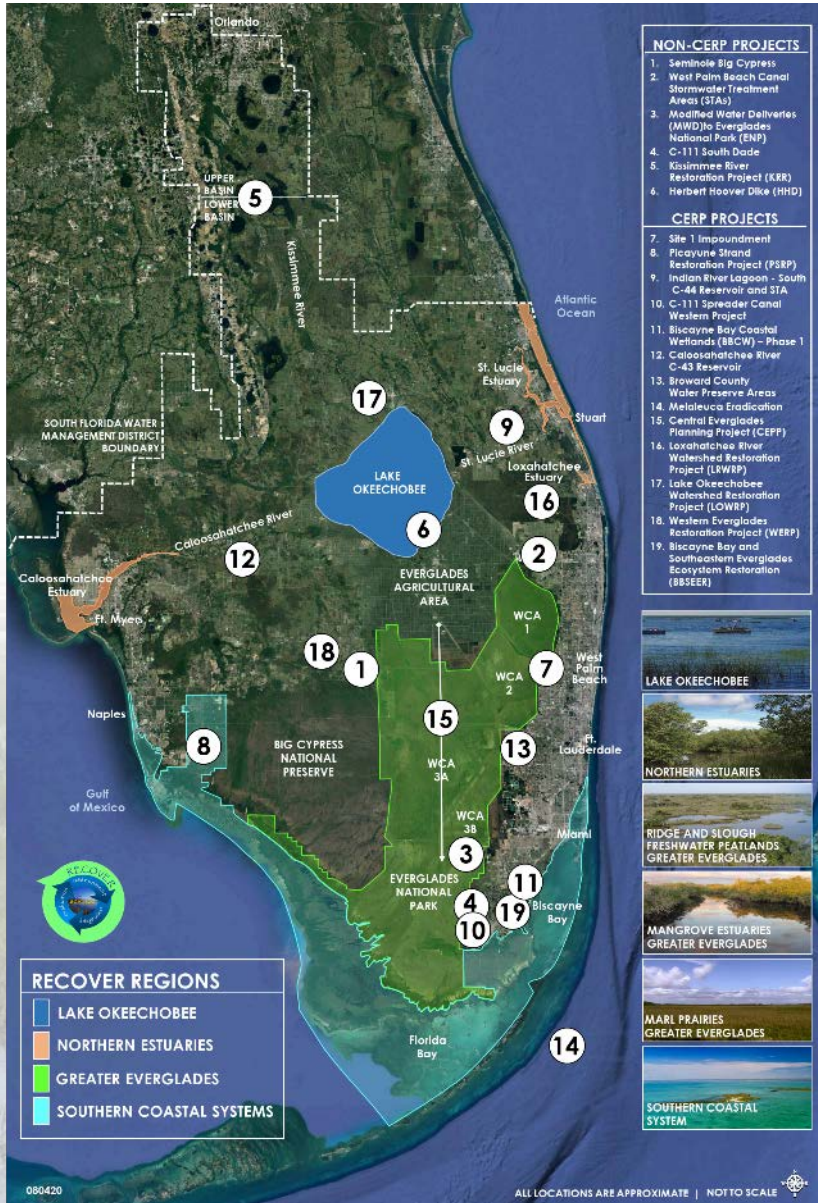 Orlando
UPPER
BASIN
LOWER
BASIN
5
Kissimmee River
Atlantic
Ocean
St. Lucie
Estuary
Stuart
17
9
St. Lucie River
SOUTH FLORIDA WATER
MANAGEMENT DISTRICT
BOUNDARY
LAKE
OKEECHOBEE
Loxahatchee
Estuary
16
6
Caloosahatchee River
12
2
Caloosahatchee
Estuary
EVERGLADES
AGRICULTURAL
AREA
Ft. Myers
WCA
1
18
1
7
West
Palm
Beach
WCA
2
Naples
15
8
BIG CYPRESS
NATIONAL
PRESERVE
13
Ft.
Lauderdale
WCA
3A
Gulf
of Mexico
WCA
3B
Miami
3
EVERGLADES
NATIONAL
PARK
11
4
19
Biscayne
Bay
10
Florida
Bay
14
RECOVER
RECOVER REGIONS
LAKE OKEECHOBEE
NORTHERN ESTUARIES
GREATER EVERGLADES
SOUTHERN COASTAL SYSTEMS
080420
NON-CERP PROJECTS
1. Seminole Big Cypress
2. West Palm Beach Canal
Stormwater Treatment
Areas (STAs)
3. Modified Water Deliveries
(MWD)to Everglades
National Park (ENP)
4. C-111 South Dade
5. Kissimmee River
Restoration Project (KRR)
6. Herbert Hoover Dike (HHD)
CERP PROJECTS
7. Site 1 Impoundment
8. Picayune Strand
Restoration Project (PSRP)
9. Indian River Lagoon - South
C-44 Reservoir and STA
10. C-111 Spreader Canal
Western Project
11. Biscayne Bay Coastal
Wetlands (BBCW) – Phase 1
12. Caloosahatchee River
C-43 Reservoir
13. Broward County
Water Preserve Areas
14. Melaleuca Eradication
15. Central Everglades
Planning Project (CEPP)
16. Loxahatchee River
Watershed Restoration
Project (LRWRP)
17. Lake Okeechobee
Watershed Restoration
Project (LOWRP)
18. Western Everglades
Restoration Project (WERP)
19. Biscayne Bay and
Southeastern Everglades
Ecosystem Restoration
(BBSEER)
LAKE OKEECHOBEE
NORTHERN ESTUARIES
RIDGE AND SLOUGH
FRESHWATER PEATLANDS
GREATER EVERGLADES
MANGROVE ESTUARIES
GREATER EVERGLADES
MARL PRAIRIES
GREATER EVERGLADES
SOUTHERN COASTAL
SYSTEM
ALL LOCATIONS ARE APPROXIMATE | NOT TO SCALE